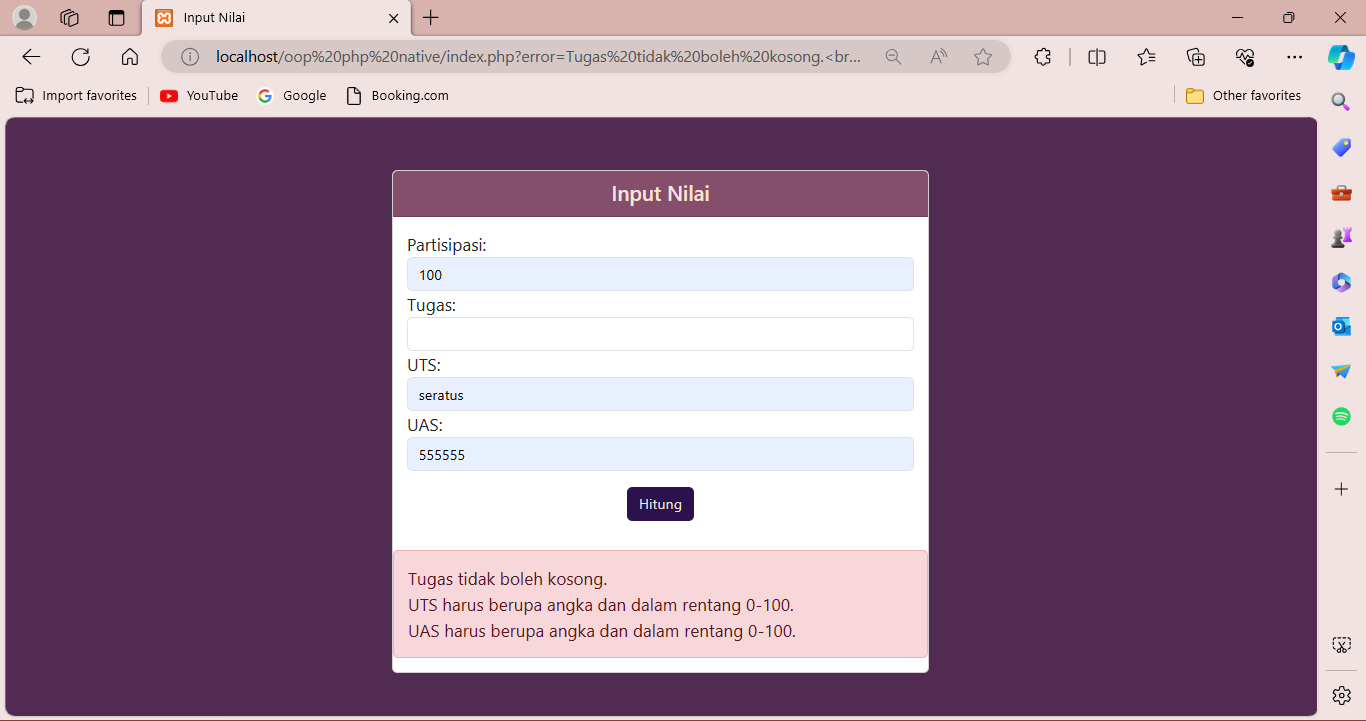 Input Nilai
localhost/oop%20php%20native/index.php?error=Tugas%20tidak%20boleh%20kosong.<br...
Import favorites
YouTube
Google
Booking.com
Other favorites
Input Nilai
Partisipasi:
100
Tugas:
UTS:
seratus
UAS:
555555
Hitung
Tugas tidak boleh kosong.
UTS harus berupa angka dan dalam rentang 0-100.
UAS harus berupa angka dan dalam rentang 0-100.